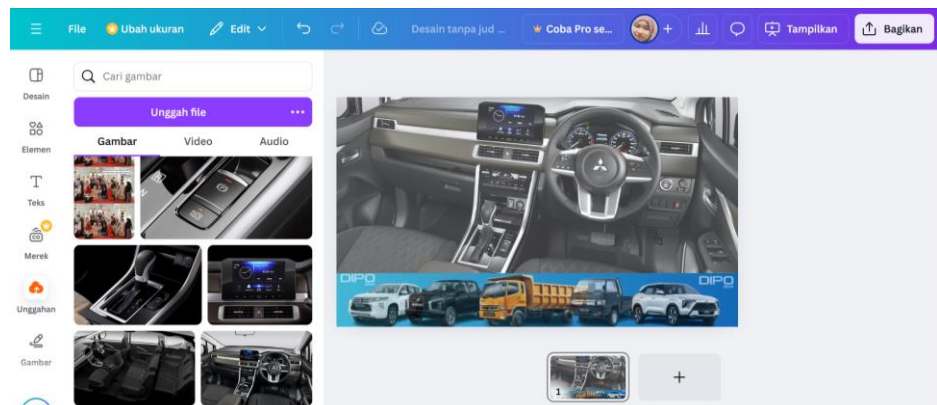 File Ubah ukuran Edit Desain tanpa jud ... Coba Pro se... + Tampilkan Bagikan
Desain
Elemen
Teks
Merek
Unggahan
Gambar
Cari gambar
Unggah file
Gambar Video Audio
DIPO DIPO
1
+